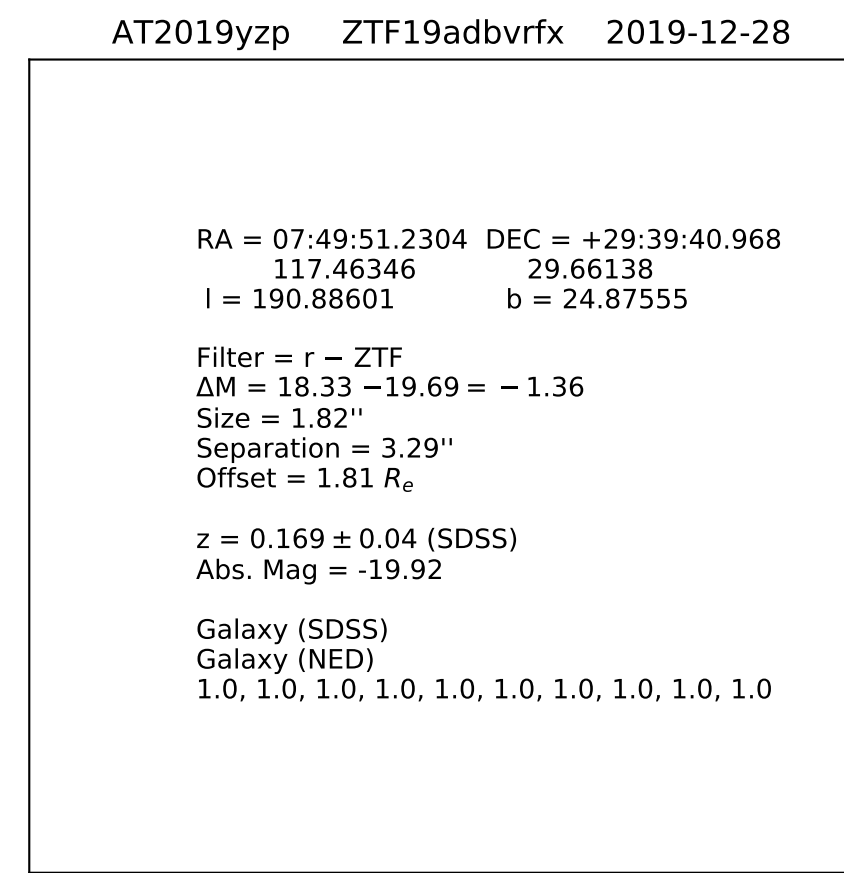 AT2019yzp ZTF19adbvrfx 2019-12-28
RA = 07:49:51.2304 DEC = +29:39:40.968
117.46346 29.66138
l = 190.88601 b = 24.87555
Filter = r − ZTF
ΔM = 18.33 −19.69 = − 1.36
Size = 1.82''
Separation = 3.29''
Offset = 1.81 Rₑ
z = 0.169 ± 0.04 (SDSS)
Abs. Mag = -19.92
Galaxy (SDSS)
Galaxy (NED)
1.0, 1.0, 1.0, 1.0, 1.0, 1.0, 1.0, 1.0, 1.0, 1.0